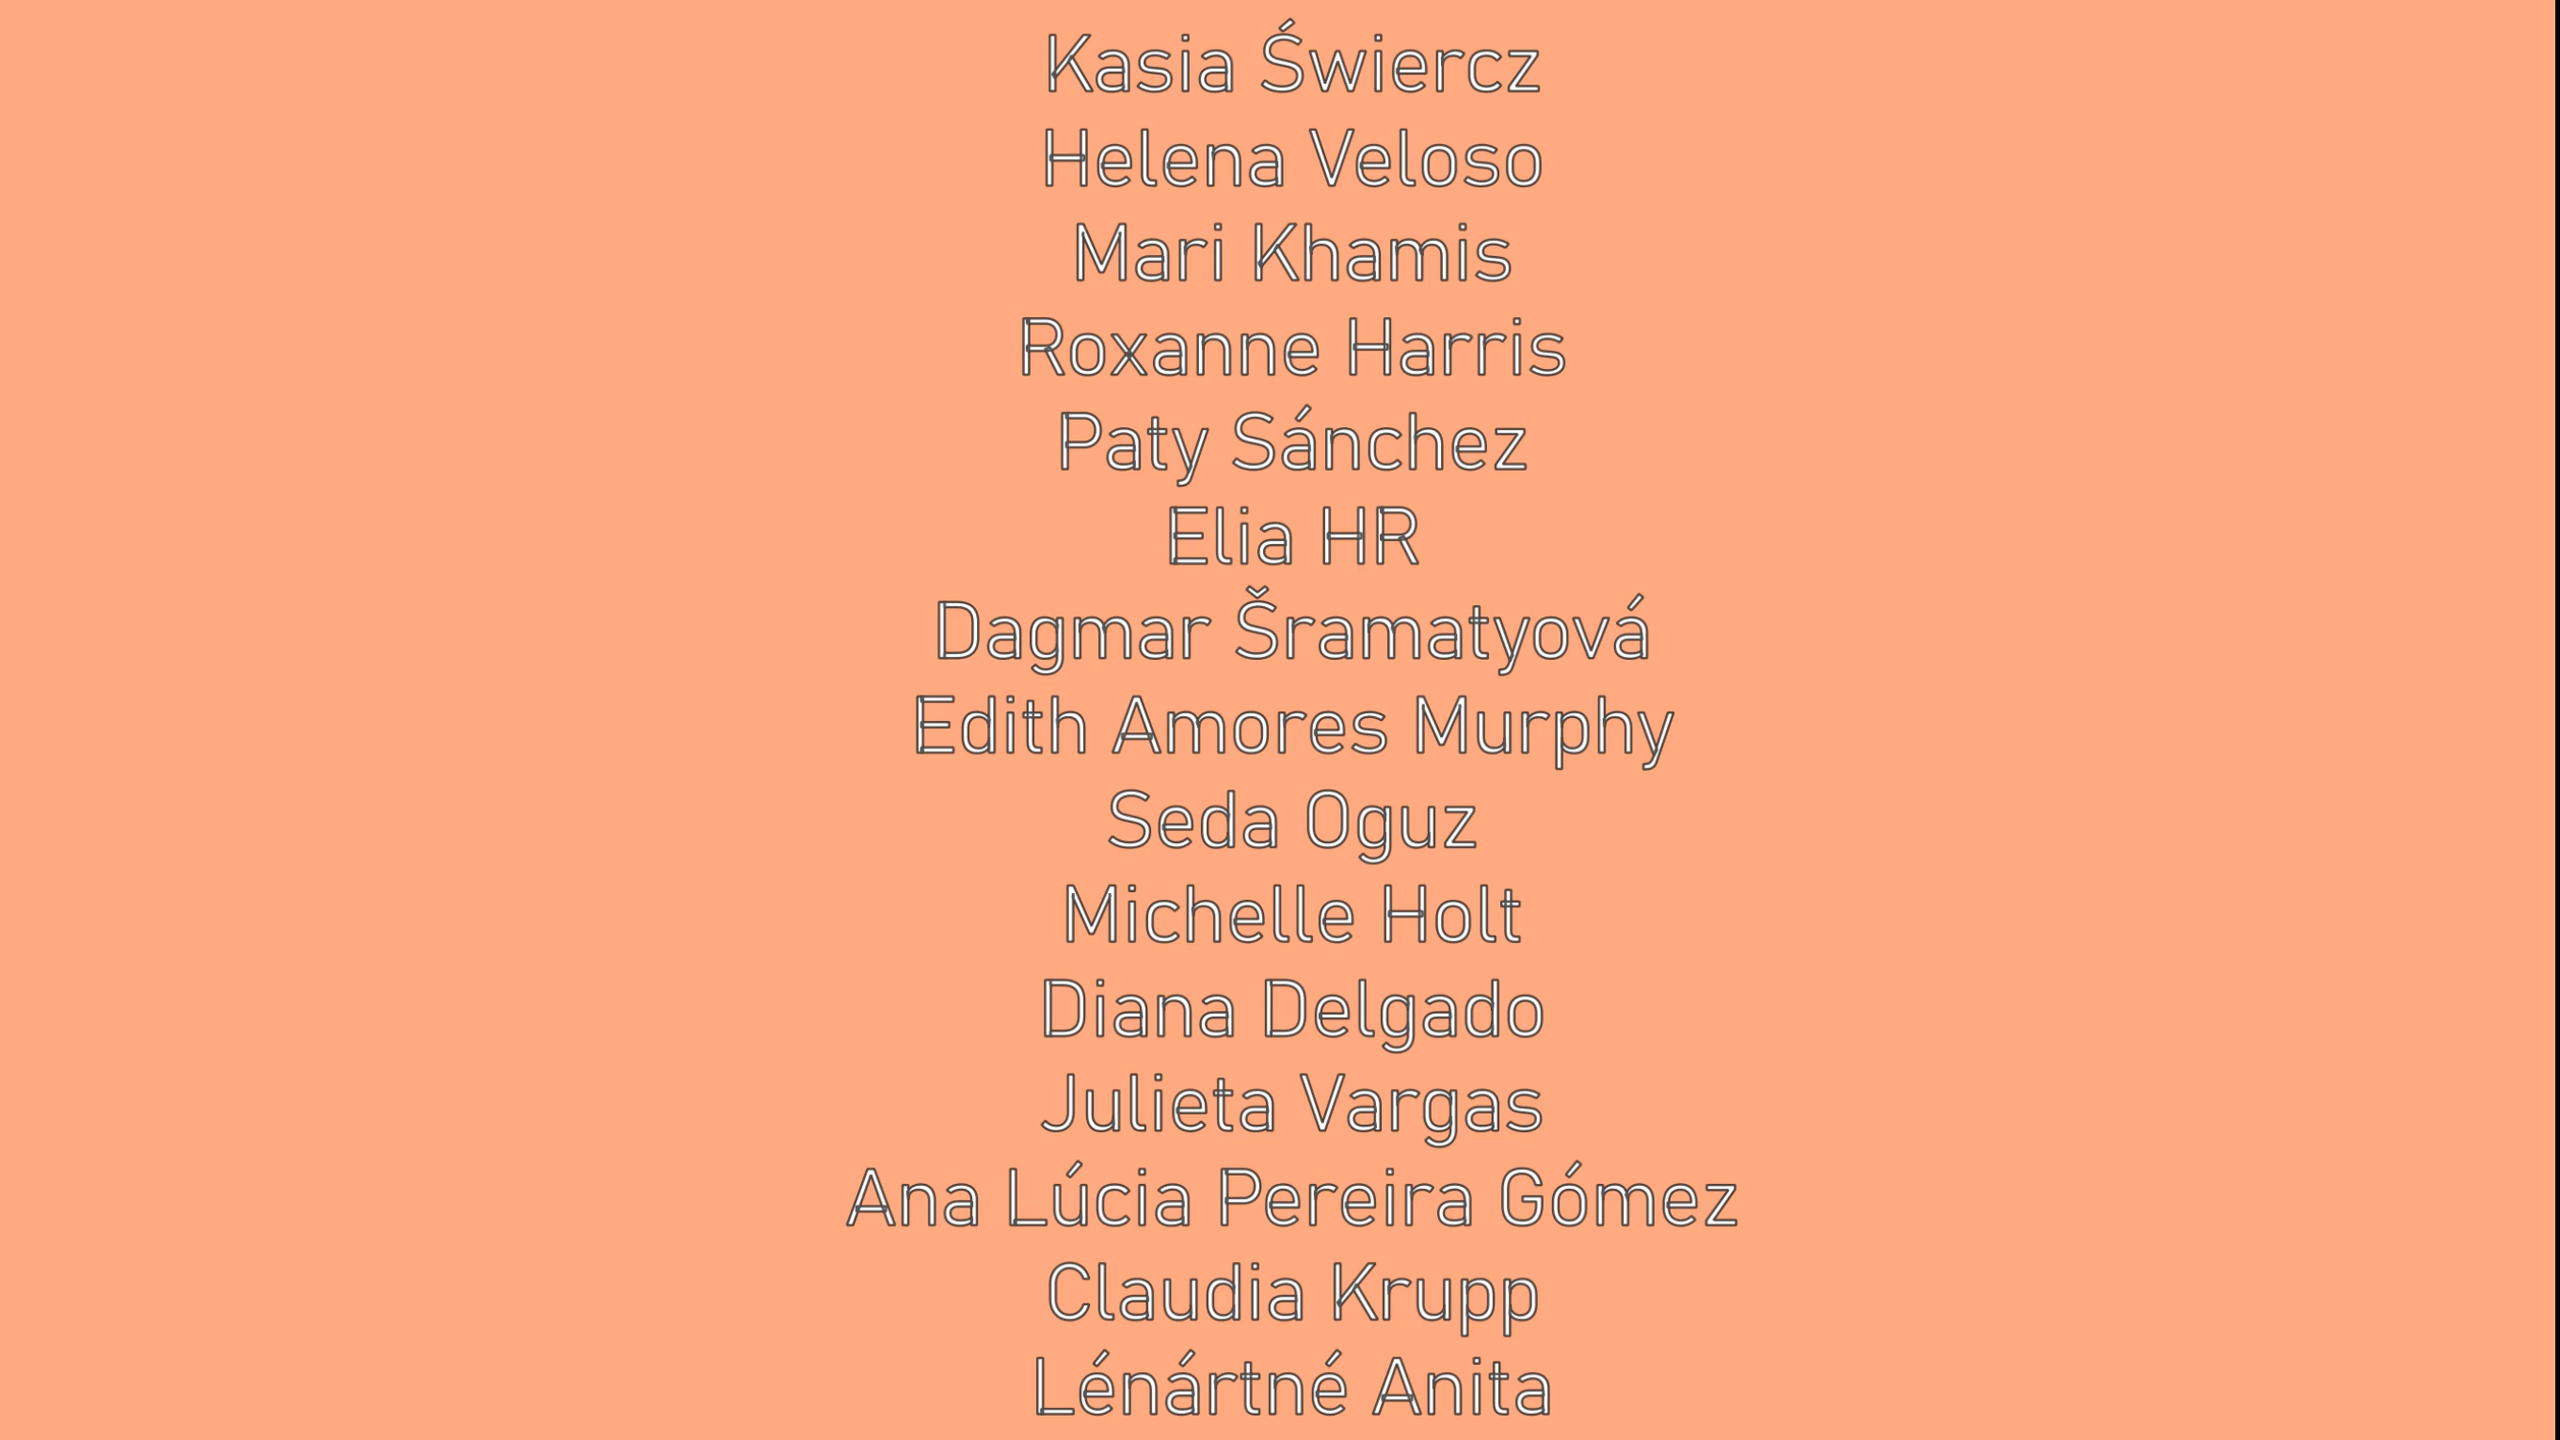 Kasia Świercz
Helena Veloso
Mari Khamis
Roxanne Harris
Paty Sánchez
Elia HR
Dagmar Šramatyová
Edith Amores Murphy
Seda Oguz
Michelle Holt
Diana Delgado
Julieta Vargas
Ana Lúcia Pereira Gómez
Claudia Krupp
Lénártné Anita